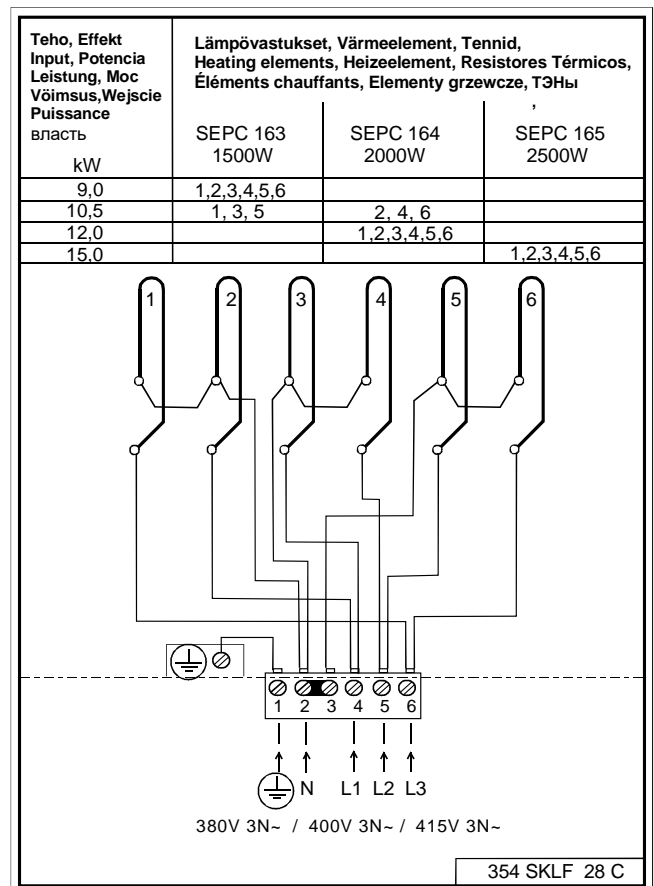 Teho, Effekt
Input, Potencia
Leistung, Moc
Vöimsus,Wejscie
Puissance
власть
kW
Lämpövastukset, Värmeelement, Tennid,
Heating elements, Heizeelement, Resistores Térmicos,
Éléments chauffants, Elementy grzewcze, ТЭНы
,
SEPC 163 SEPC 164 SEPC 165
1500W 2000W 2500W
9,0 1,2,3,4,5,6
10,5 1, 3, 5 2, 4, 6
12,0 1,2,3,4,5,6
15,0 1,2,3,4,5,6
1 2 3 4 5 6
1 2 3 4 5 6
N L1 L2 L3
380V 3N~ / 400V 3N~ / 415V 3N~
354 SKLF 28 C